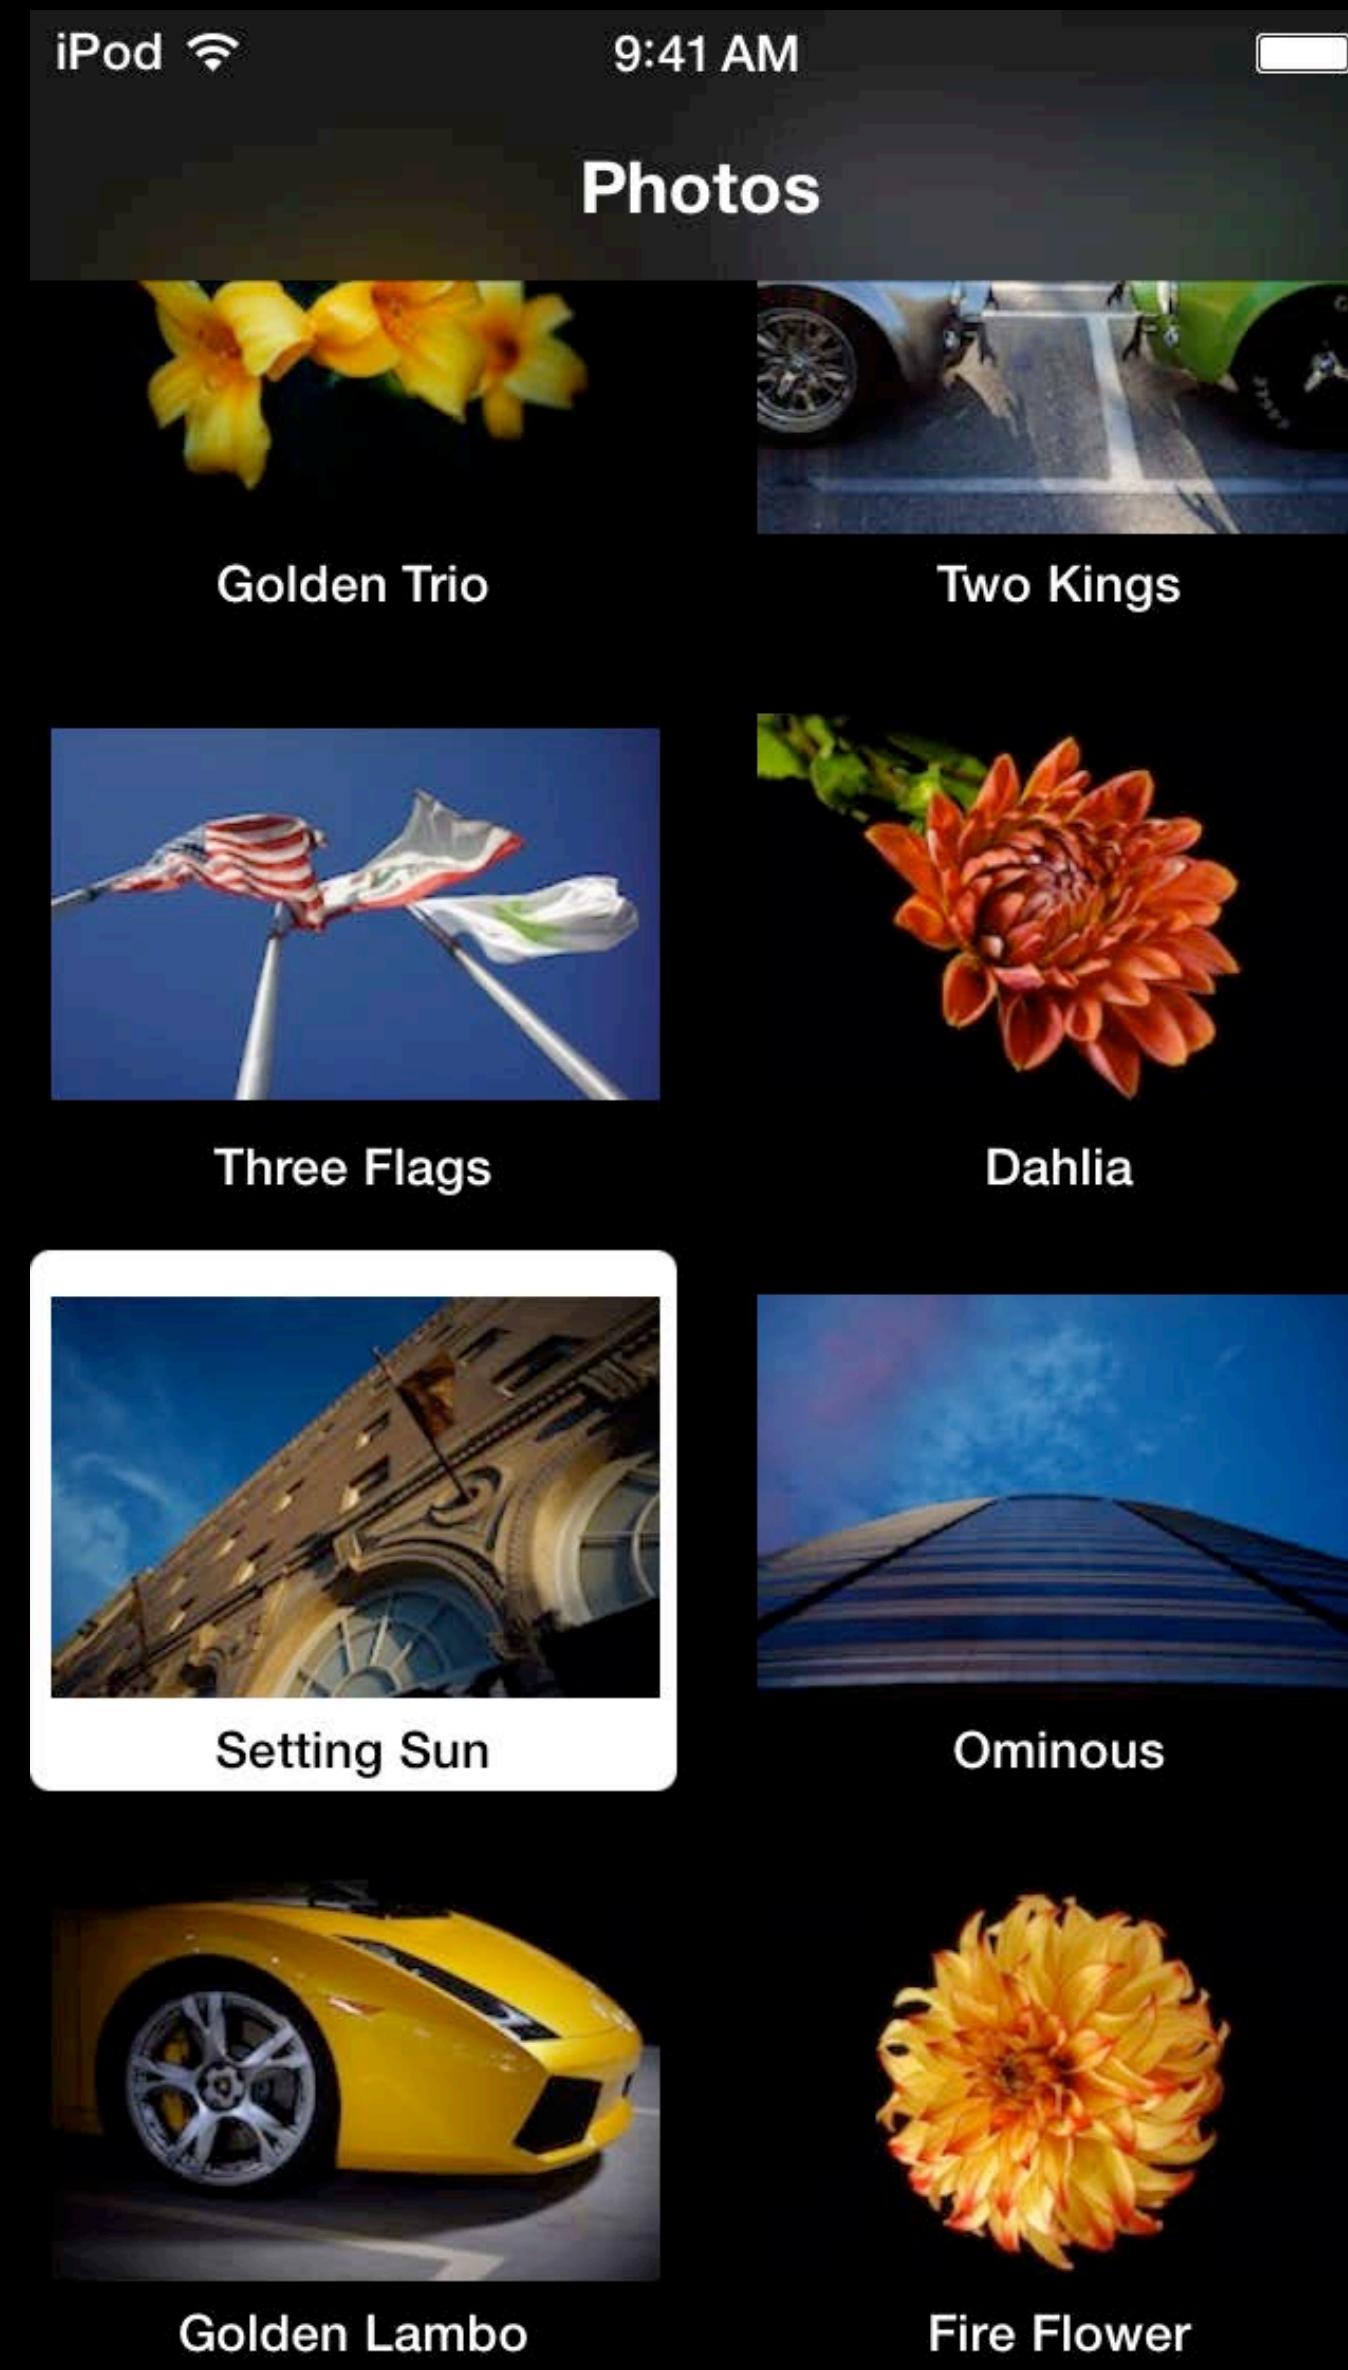 iPod
9:41 AM
Photos
Golden Trio
Two Kings
Three Flags
Dahlia
Setting Sun
Ominous
Golden Lambo
Fire Flower